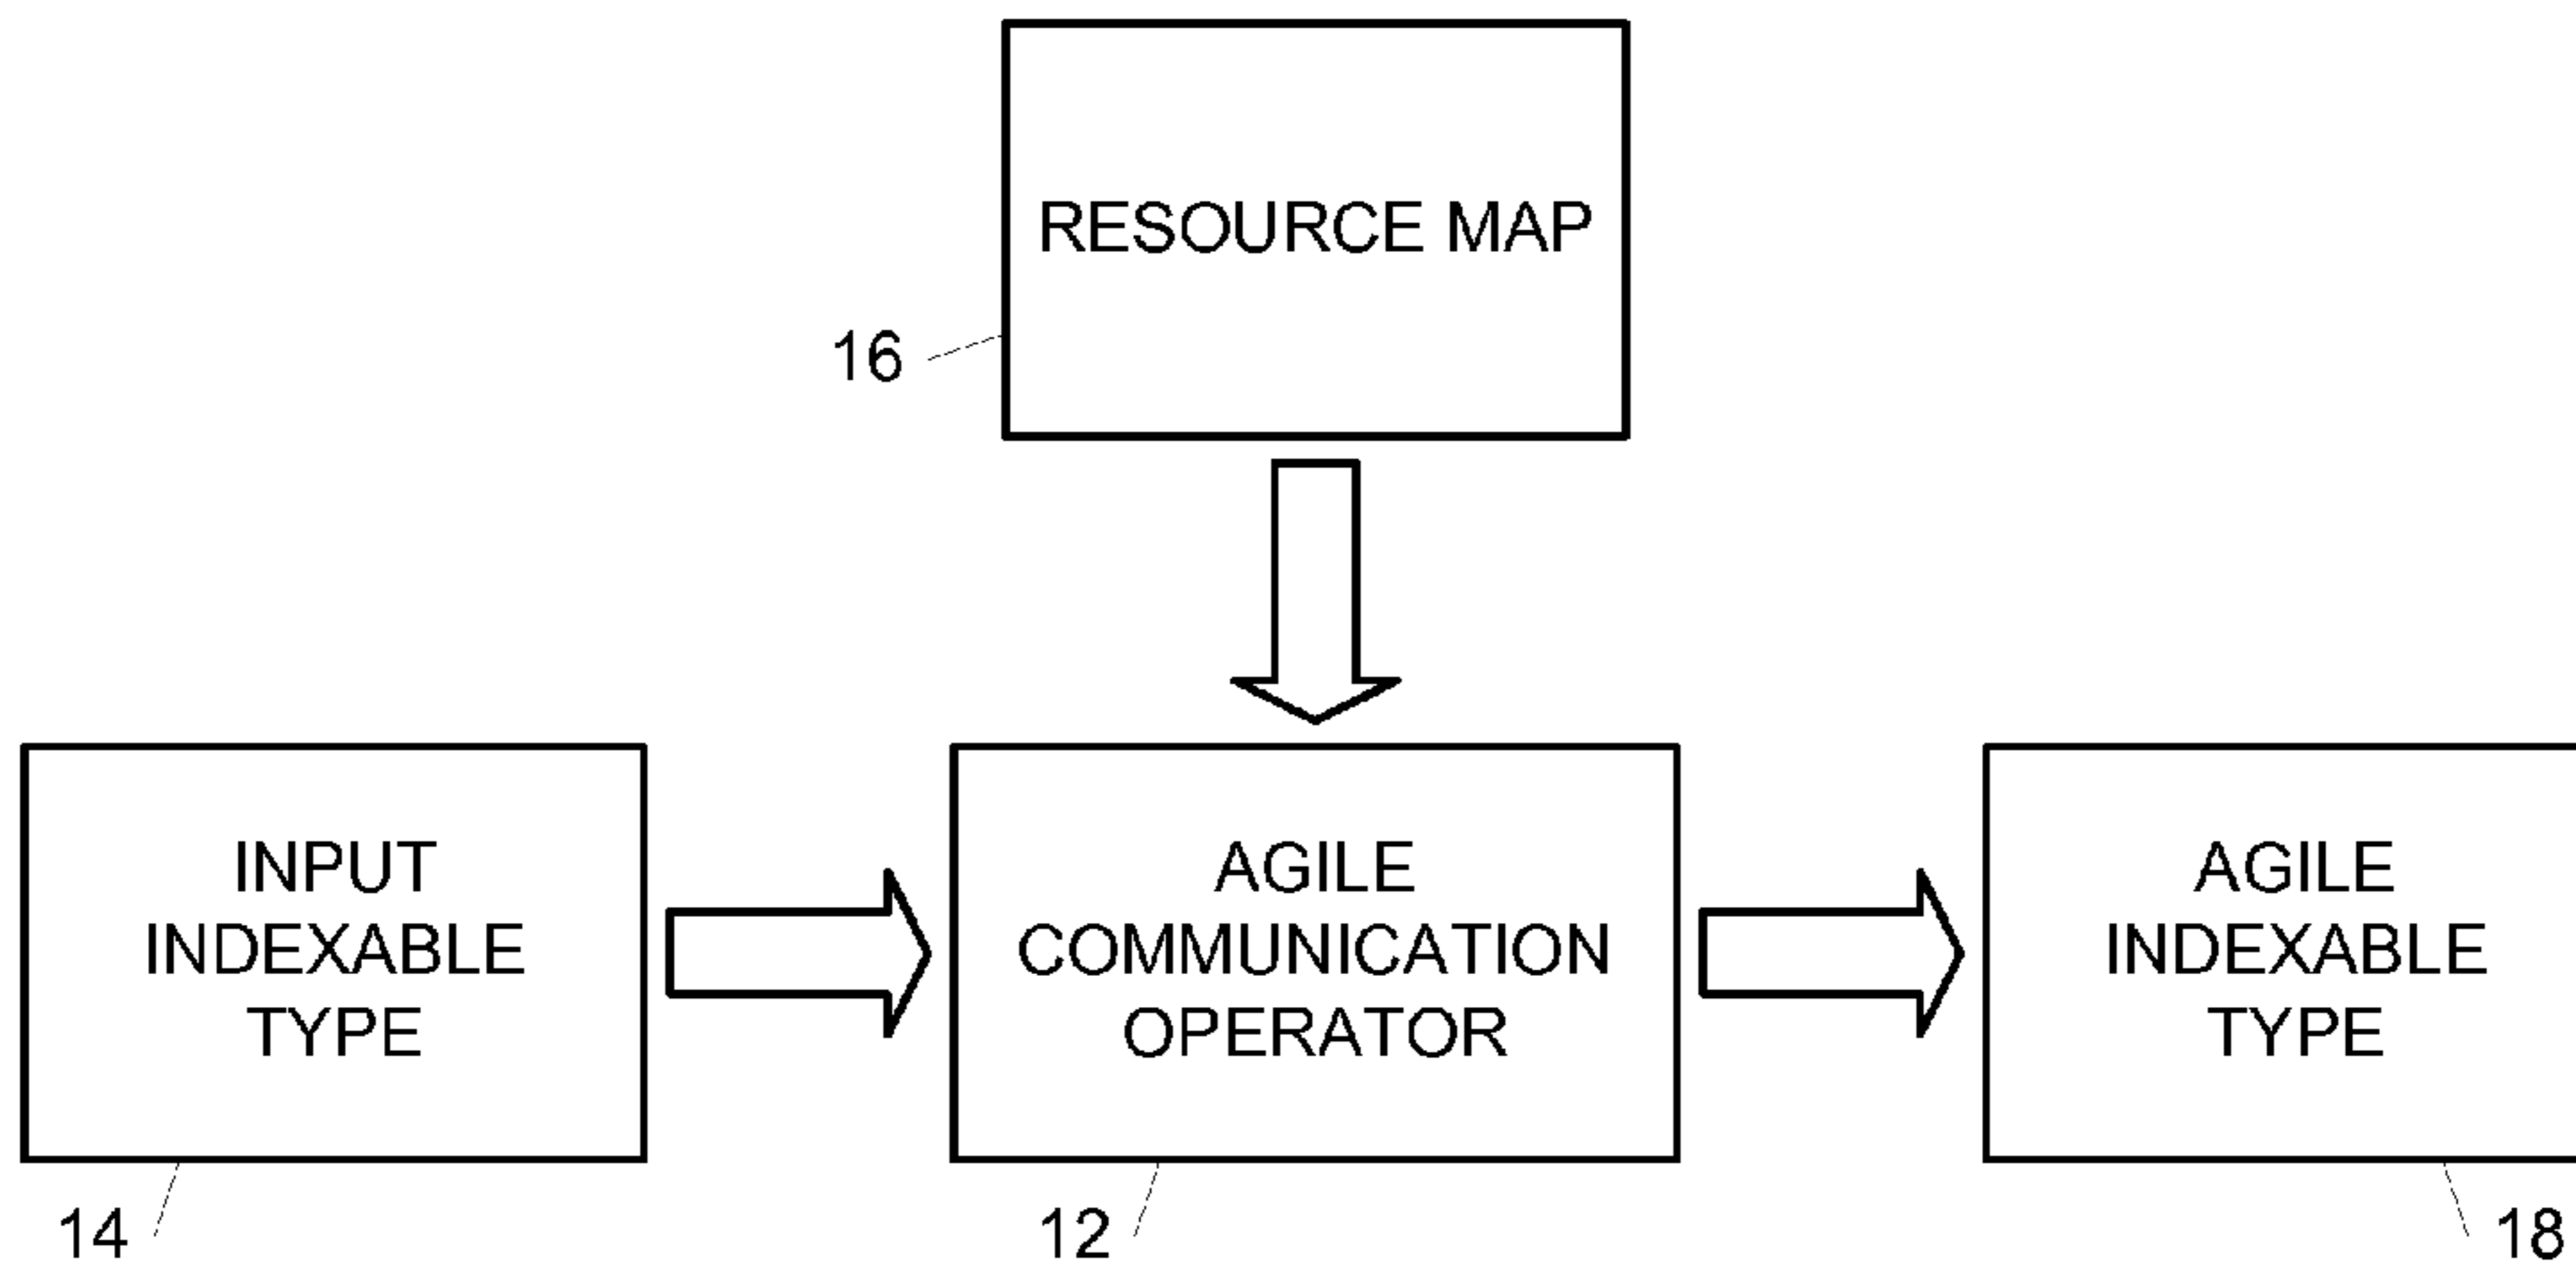 RESOURCE MAP
16
INPUT
INDEXABLE
TYPE
14
AGILE
COMMUNICATION
OPERATOR
12
AGILE
INDEXABLE
TYPE
18